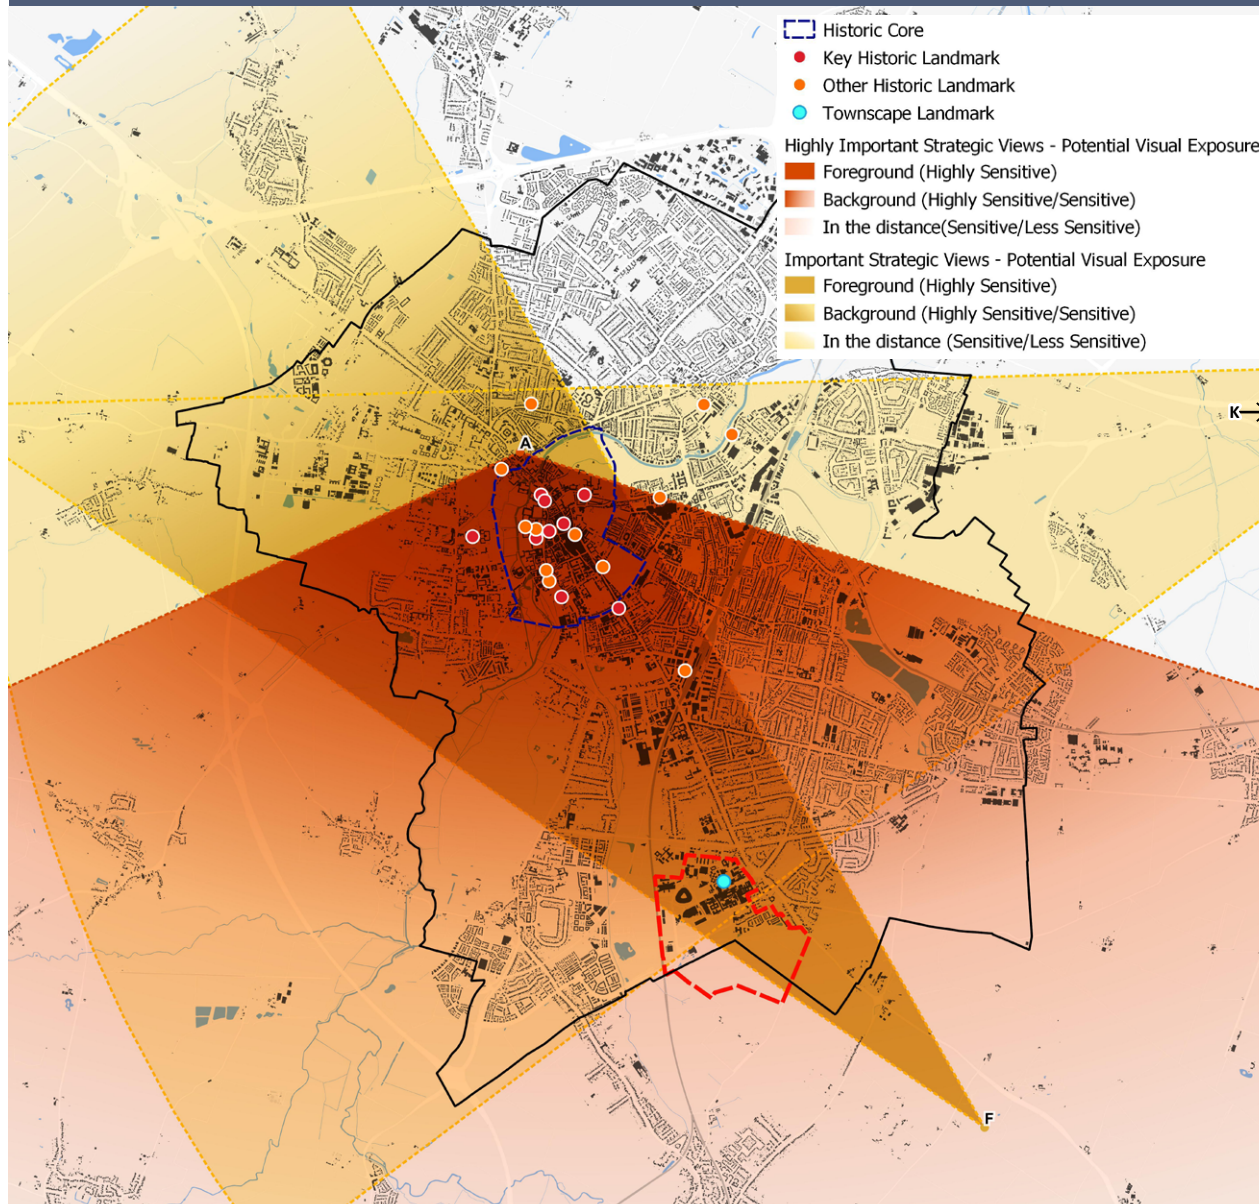 Historic Core
Key Historic Landmark
Other Historic Landmark
Townscape Landmark
Highly Important Strategic Views - Potential Visual Exposure
Foreground (Highly Sensitive)
Background (Highly Sensitive/Sensitive)
In the distance(Sensitive/Less Sensitive)
Important Strategic Views - Potential Visual Exposure
Foreground (Highly Sensitive)
Background (Highly Sensitive/Sensitive)
In the distance (Sensitive/Less Sensitive)
K
A
F